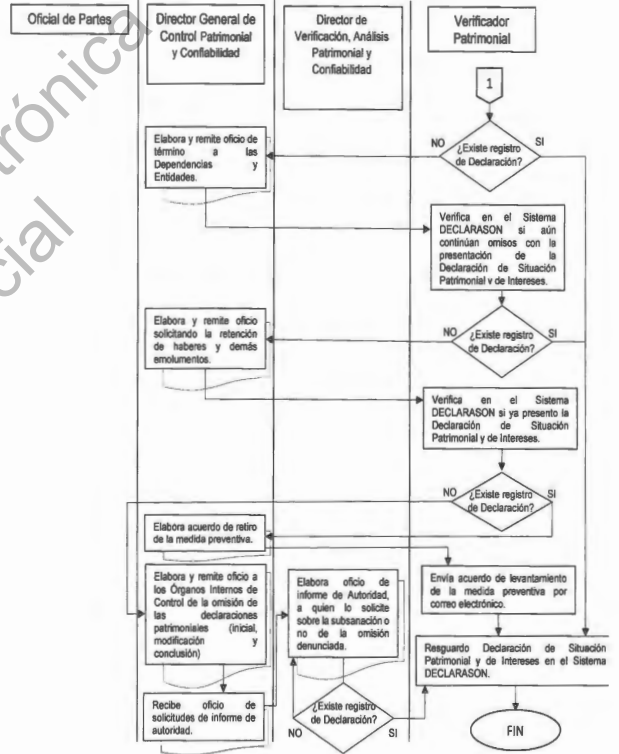 Oficial de Partes
Director General de
Control Patrimonial
y Confiabilidad
Director de
Verificación, Análisis
Patrimonial y
Confiabilidad
Verificador
Patrimonial
1
¿Existe registro
de Declaración?
NO
SI
Elabora y remite oficio de
término a las
Dependencias y
Entidades.
Verifica en el Sistema
DECLARASON si aún
continúan omisos con la
presentación de la
Declaración de Situación
Patrimonial y de Intereses.
NO
¿Existe registro
de Declaración?
SI
Elabora y remite oficio
solicitando la retención
de haberes y demás
emolumentos.
Verifica en el Sistema
DECLARASON si ya presento la
Declaración de Situación
Patrimonial y de Intereses.
NO
¿Existe registro
de Declaración?
SI
Elabora acuerdo de retiro
de la medida preventiva.
Envía acuerdo de levantamiento
de la medida preventiva por
correo electrónico.
Elabora y remite oficio a
los Órganos Internos de
Control de la omisión de
las declaraciones
patrimoniales (inicial,
modificación y
conclusión)
Elabora oficio de
informe de Autoridad,
a quien lo solicite
sobre la subsanación o
no de la omisión
denunciada.
Resguardo Declaración de Situación
Patrimonial y de Intereses en el Sistema
DECLARASON.
Recibe oficio de
solicitudes de informe de
autoridad.
NO
¿Existe registro
de Declaración?
SI
FIN
trónica
cial